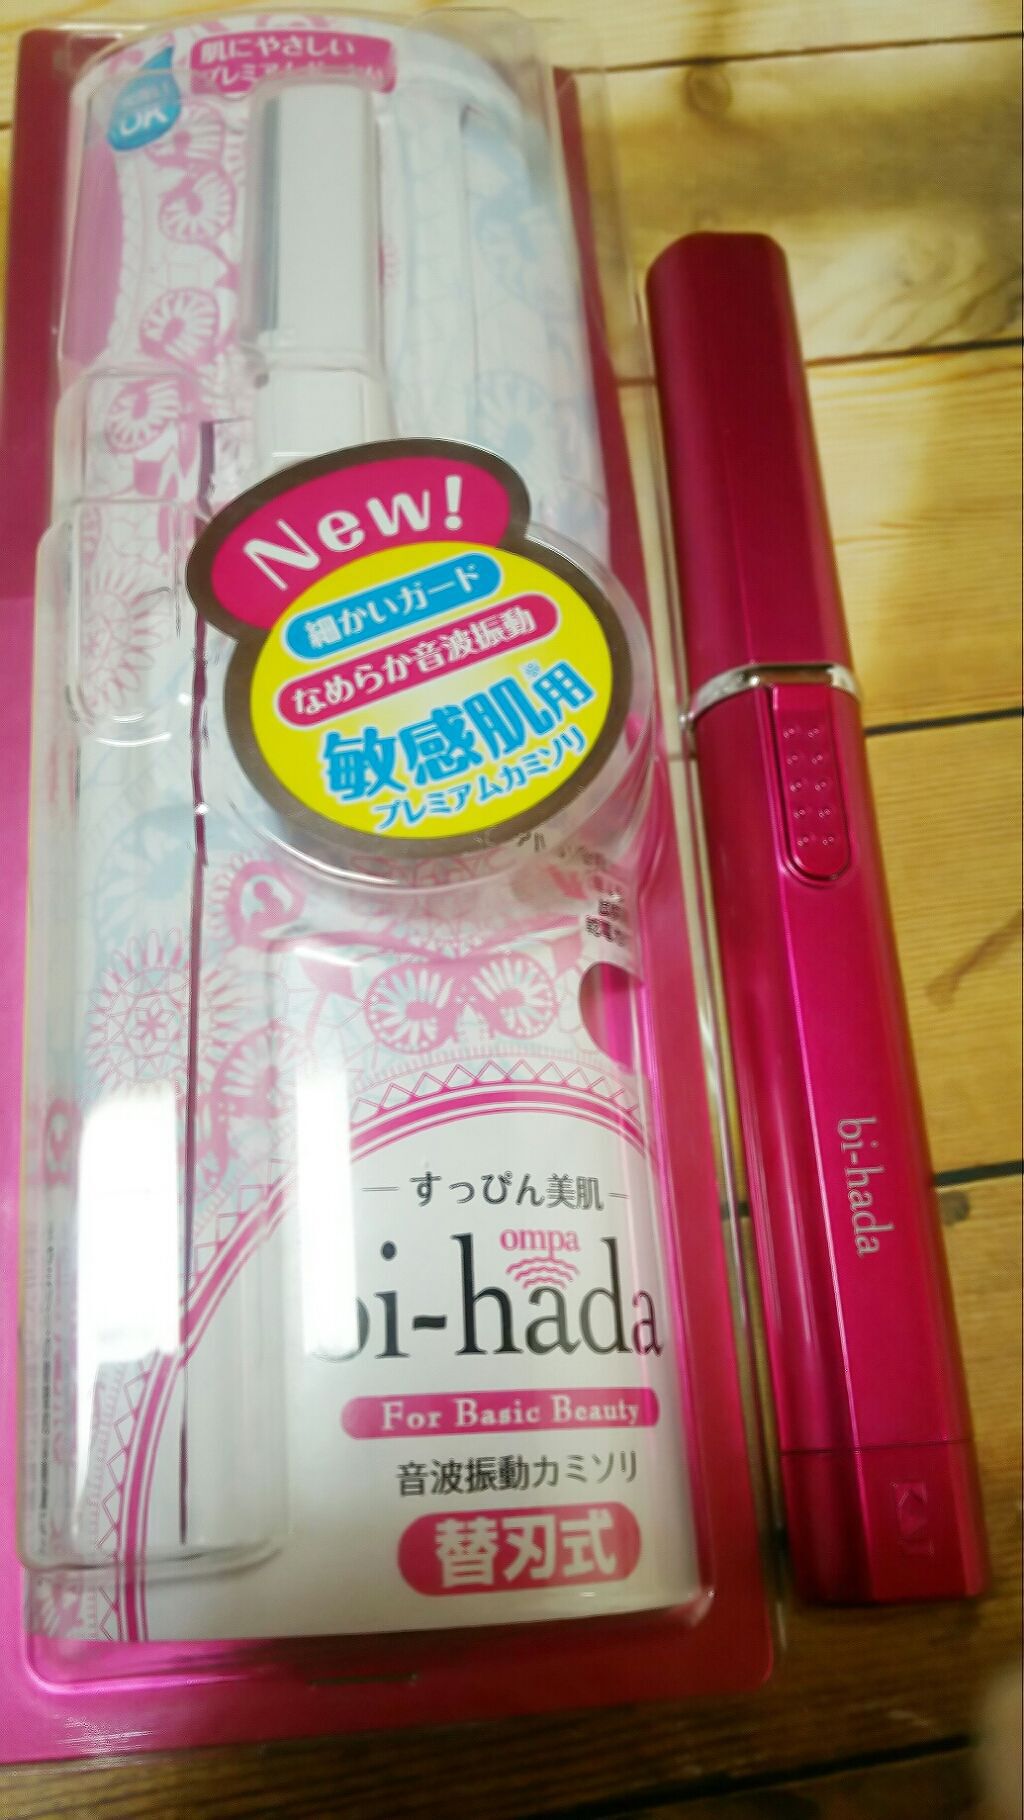 肌にやさしい
OK
New!
細かいガード
なめらか音波振動
敏感肌※用
プレミアムカミソリ
すっぴん美肌
ompa
bi-hada
For Basic Beauty
音波振動カミソリ
替刃式
bi-hada
KAI